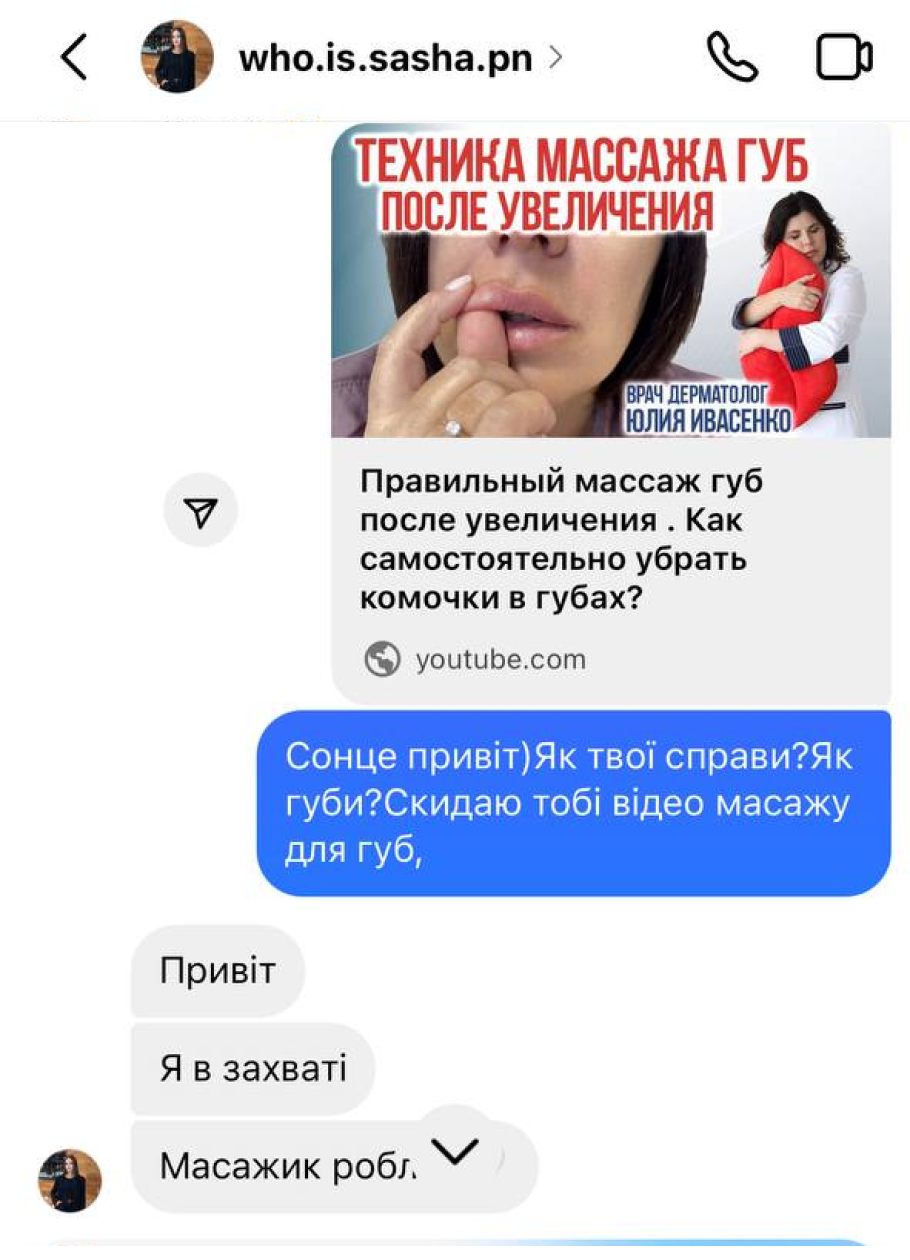 who.is.sasha.pn
ТЕХНИКА МАССАЖА ГУБ
ПОСЛЕ УВЕЛИЧЕНИЯ
ВРАЧ ДЕРМАТОЛОГ
ЮЛИЯ ИВАСЕНКО
Правильный массаж губ
после увеличения . Как
самостоятельно убрать
комочки в губах?
youtube.com
Сонце привіт)Як твої справи?Як
губи?Скидаю тобі відео масажу
для губ,
Привіт
Я в захваті
Масажик